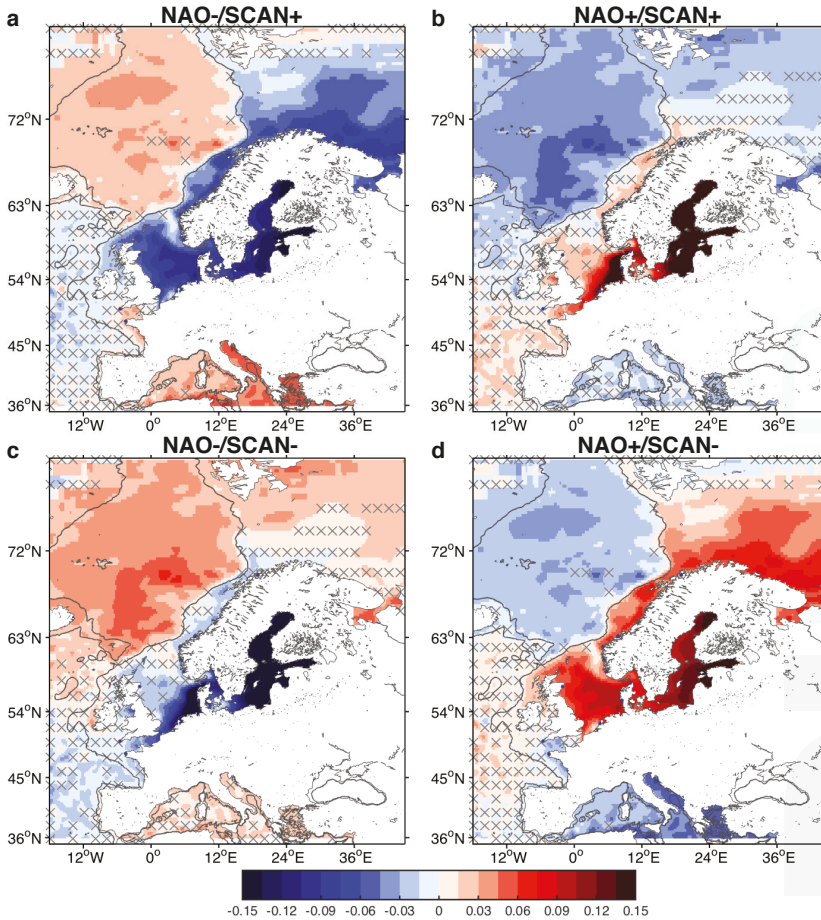 a NAO-/SCAN+
b NAO+/SCAN+
72°N
63°N
54°N
45°N
36°N
12°W 0° 12°E 24°E 36°E
72°N
63°N
54°N
45°N
36°N
12°W 0° 12°E 24°E 36°E
c NAO-/SCAN-
d NAO+/SCAN-
72°N
63°N
54°N
45°N
36°N
12°W 0° 12°E 24°E 36°E
72°N
63°N
54°N
45°N
36°N
12°W 0° 12°E 24°E 36°E
-0.15 -0.12 -0.09 -0.06 -0.03 0 0.03 0.06 0.09 0.12 0.15